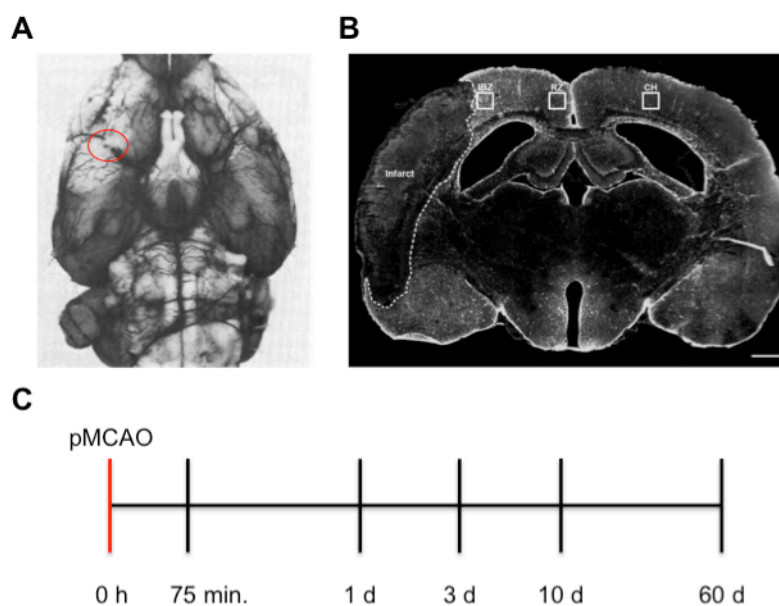 A
B
IBZ RZ CH
Infarct
C
pMCAO
0 h 75 min. 1 d 3 d 10 d 60 d